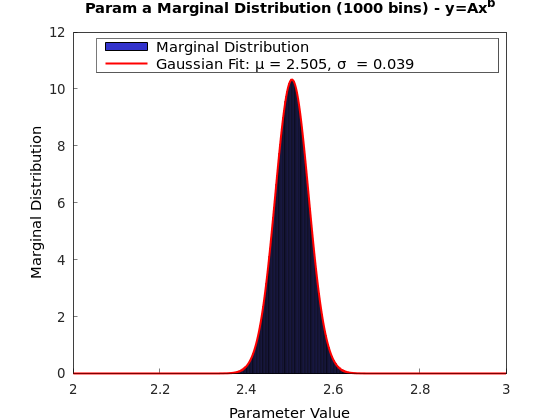 Param a Marginal Distribution (1000 bins) - y=Ax^b
Marginal Distribution
Gaussian Fit: μ = 2.505, σ  = 0.039
12
10
8
6
4
2
0
Marginal Distribution
2 2.2 2.4 2.6 2.8 3
Parameter Value